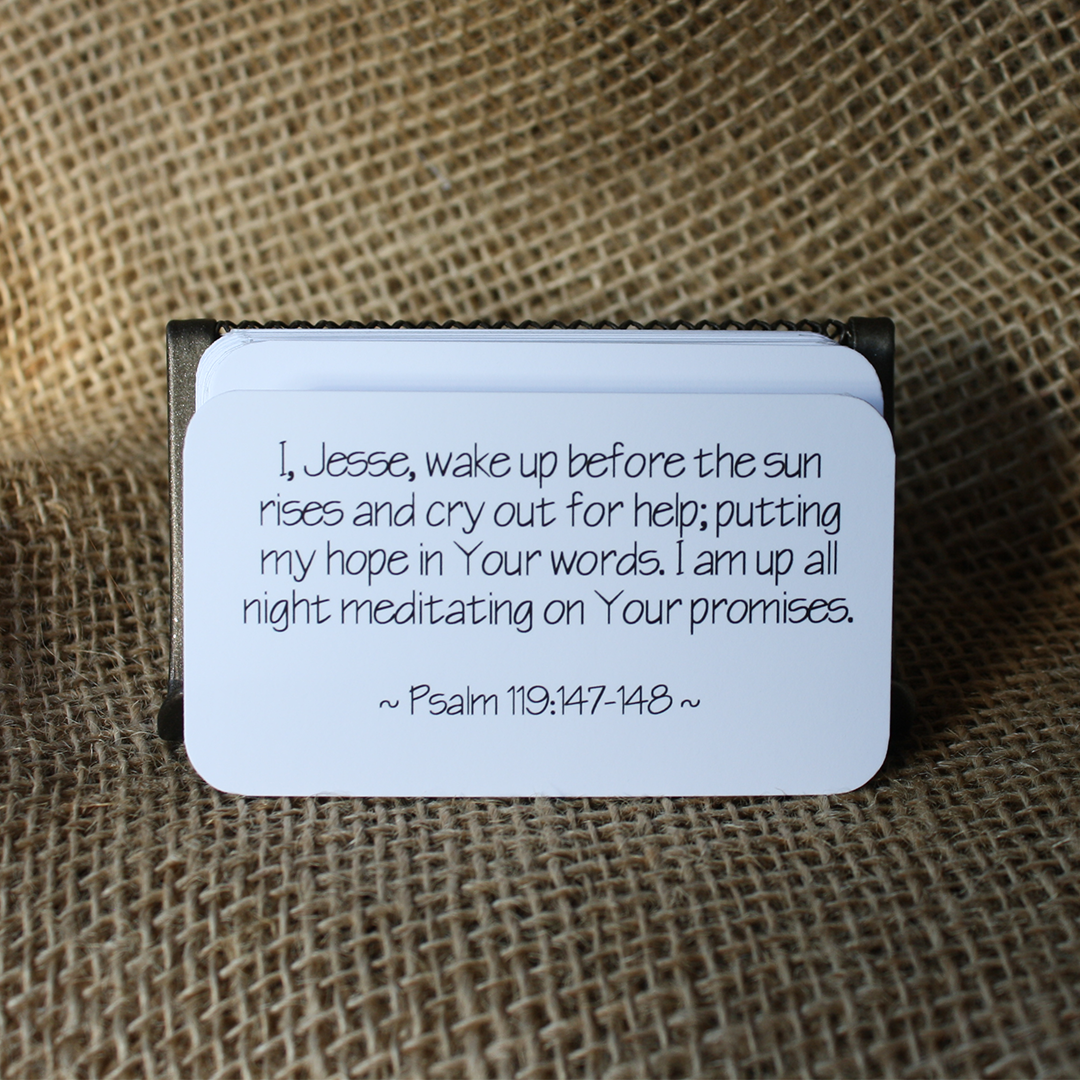 I, Jesse, wake up before the sun
rises and cry out for help; putting
my hope in Your words. I am up all
night meditating on Your promises.
~ Psalm 119:147-148 ~